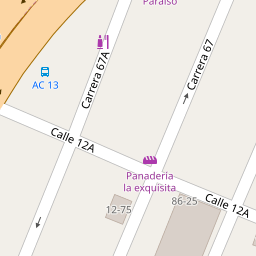 Paraíso
Carrera 67A
Carrera 67
AC 13
Calle 12A
Panadería
la exquisita
12-75
86-25
Calle 12A